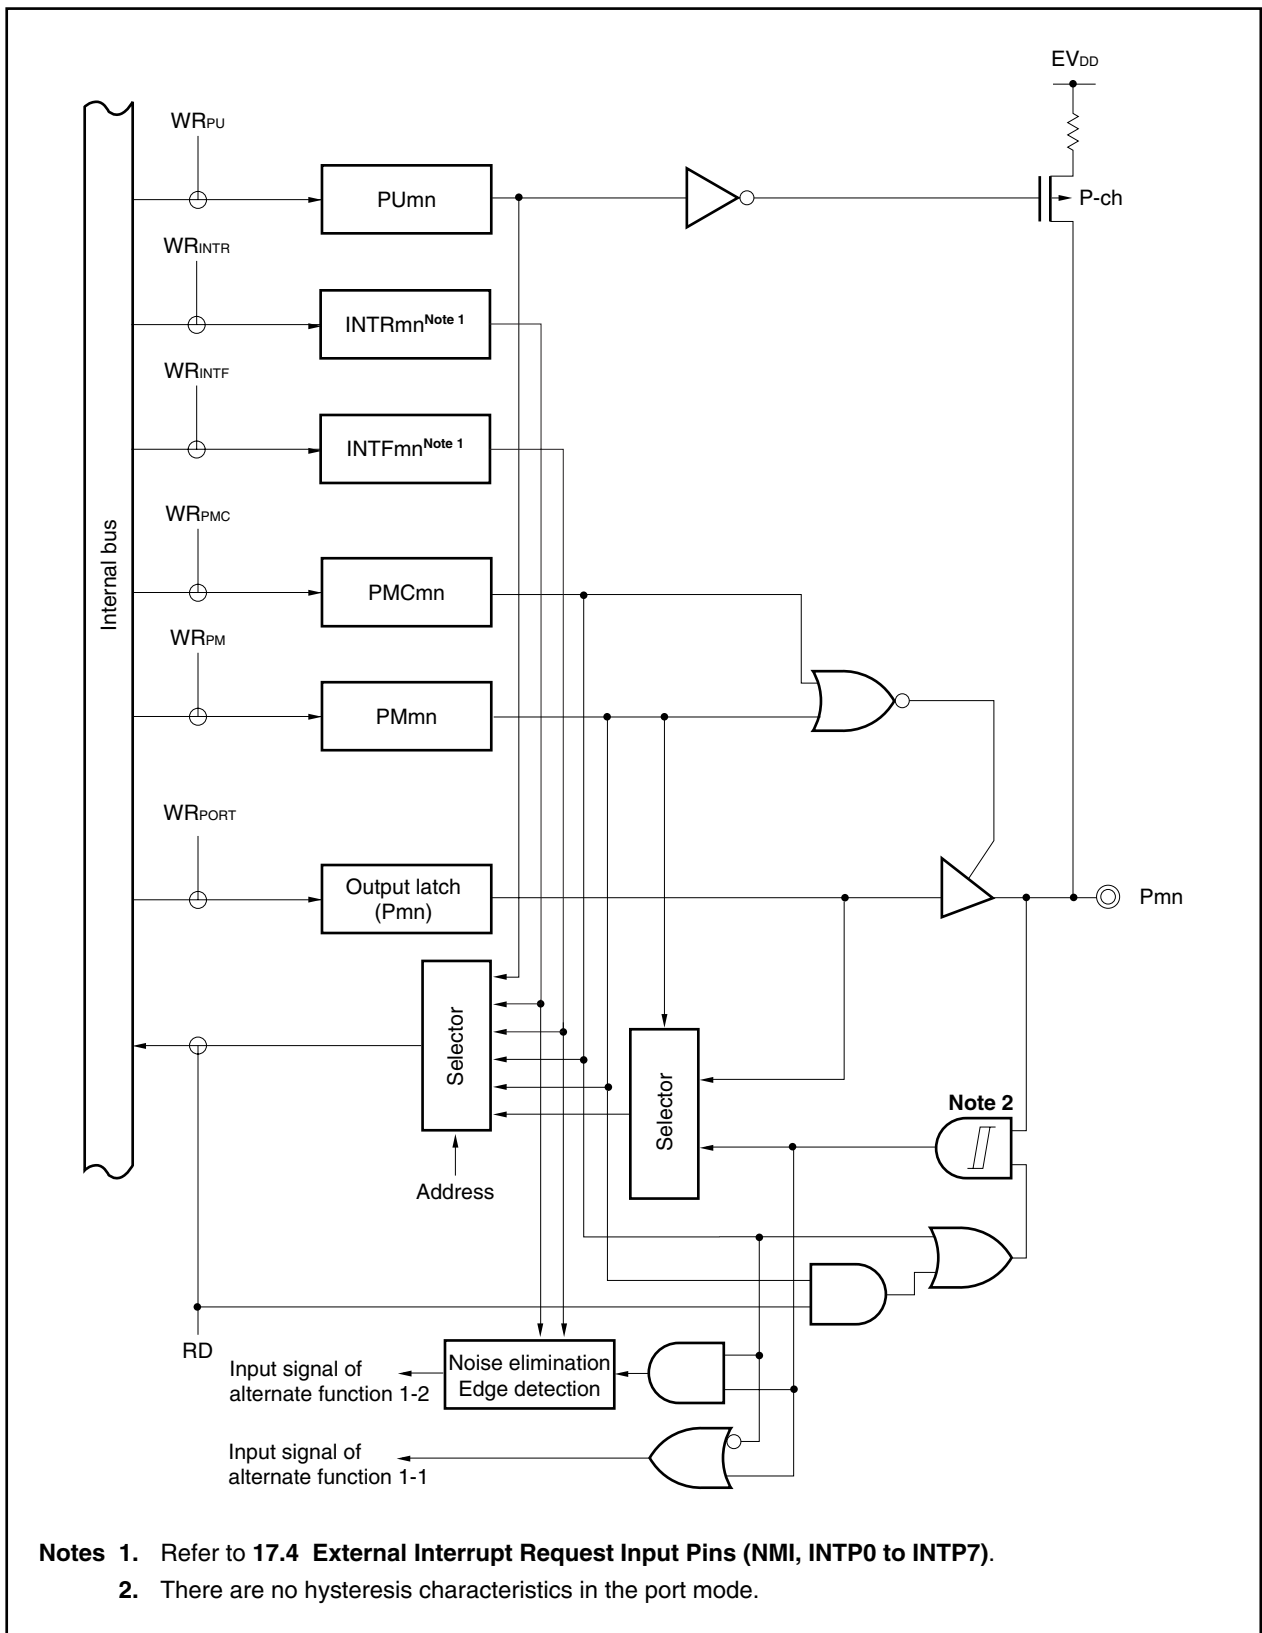 EVDD
WRPU
PUmn
P-ch
WRINTR
INTRmnNote 1
WRINTF
INTFmnNote 1
WRPMC
Internal bus
PMCmn
WRPM
PMmn
WRPORT
Output latch
(Pmn)
Pmn
Selector
Selector
Note 2
Address
RD
Noise elimination
Edge detection
Input signal of
alternate function 1-2
Input signal of
alternate function 1-1
Notes 1. Refer to 17.4 External Interrupt Request Input Pins (NMI, INTP0 to INTP7).
2. There are no hysteresis characteristics in the port mode.